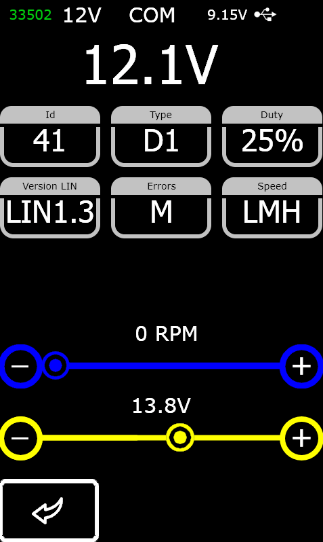 33502 12V COM 9.15V
12.1V
Id Type Duty
41 D1 25%
Version LIN Errors Speed
LIN1.3 M LMH
0 RPM
− +
13.8V
− +